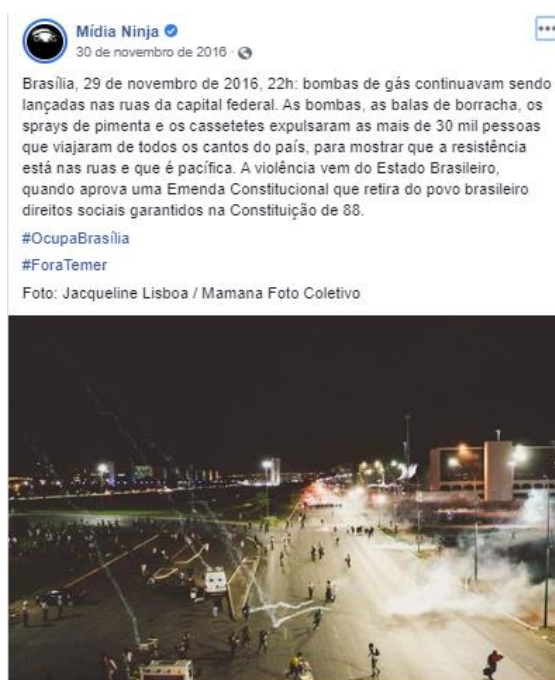 Mídia Ninja
30 de novembro de 2016 ·
Brasília, 29 de novembro de 2016, 22h: bombas de gás continuavam sendo
lançadas nas ruas da capital federal. As bombas, as balas de borracha, os
sprays de pimenta e os cassetetes expulsaram as mais de 30 mil pessoas
que viajaram de todos os cantos do país, para mostrar que a resistência
está nas ruas e que é pacífica. A violência vem do Estado Brasileiro,
quando aprova uma Emenda Constitucional que retira do povo brasileiro
direitos sociais garantidos na Constituição de 88.
#OcupaBrasília
#ForaTemer
Foto: Jacqueline Lisboa / Mamana Foto Coletivo